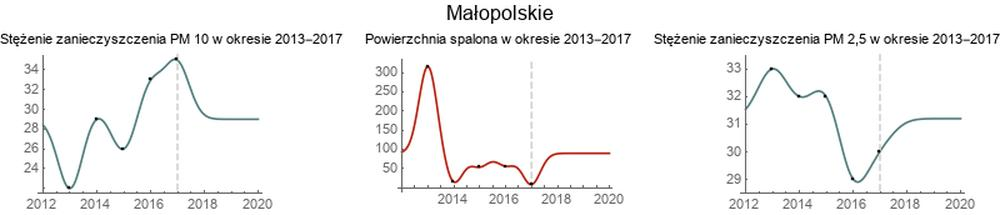 Małopolskie
Stężenie zanieczyszczenia PM 10 w okresie 2013–2017
34
32
30
28
26
24
2012 2014 2016 2018 2020
Powierzchnia spalona w okresie 2013–2017
300
250
200
150
100
50
2014 2016 2018 2020
Stężenie zanieczyszczenia PM 2,5 w okresie 2013–2017
33
32
31
30
29
2012 2014 2016 2018 2020